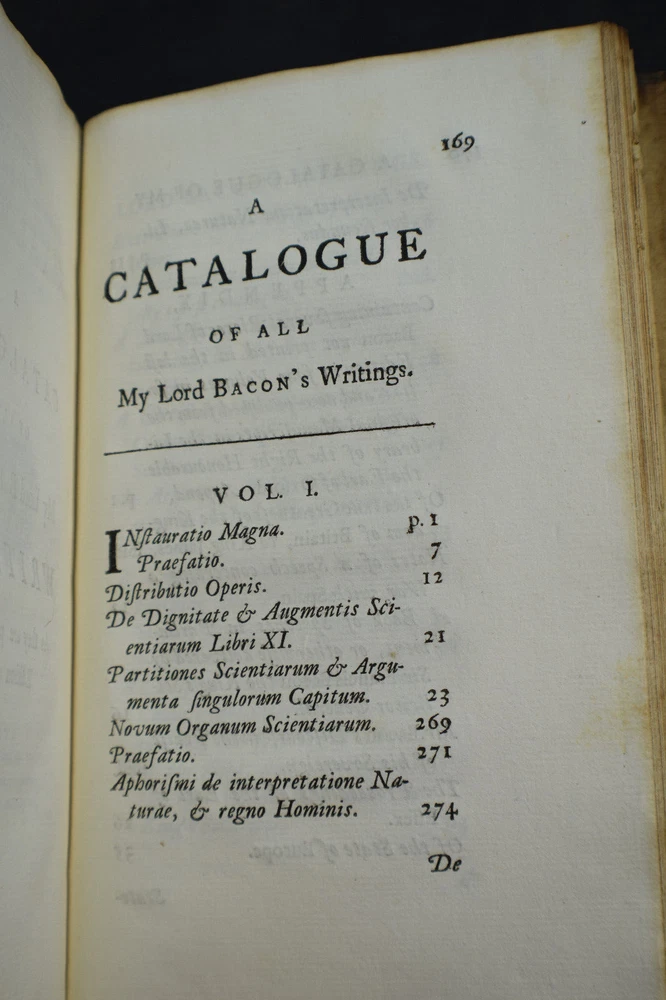 169
A
CATALOGUE
OF ALL
My Lord BACON's Writings.
VOL. I.
INſtauratio Magna. p. 1
Praefatio. 7
Diſtributio Operis. 12
De Dignitate & Augmentis Sci-
entiarum Libri XI. 21
Partitiones Scientiarum & Argu-
menta ſingulorum Capitum. 23
Novum Organum Scientiarum. 269
Praefatio. 271
Aphoriſmi de interpretatione Na-
turae, & regno Hominis. 274
De